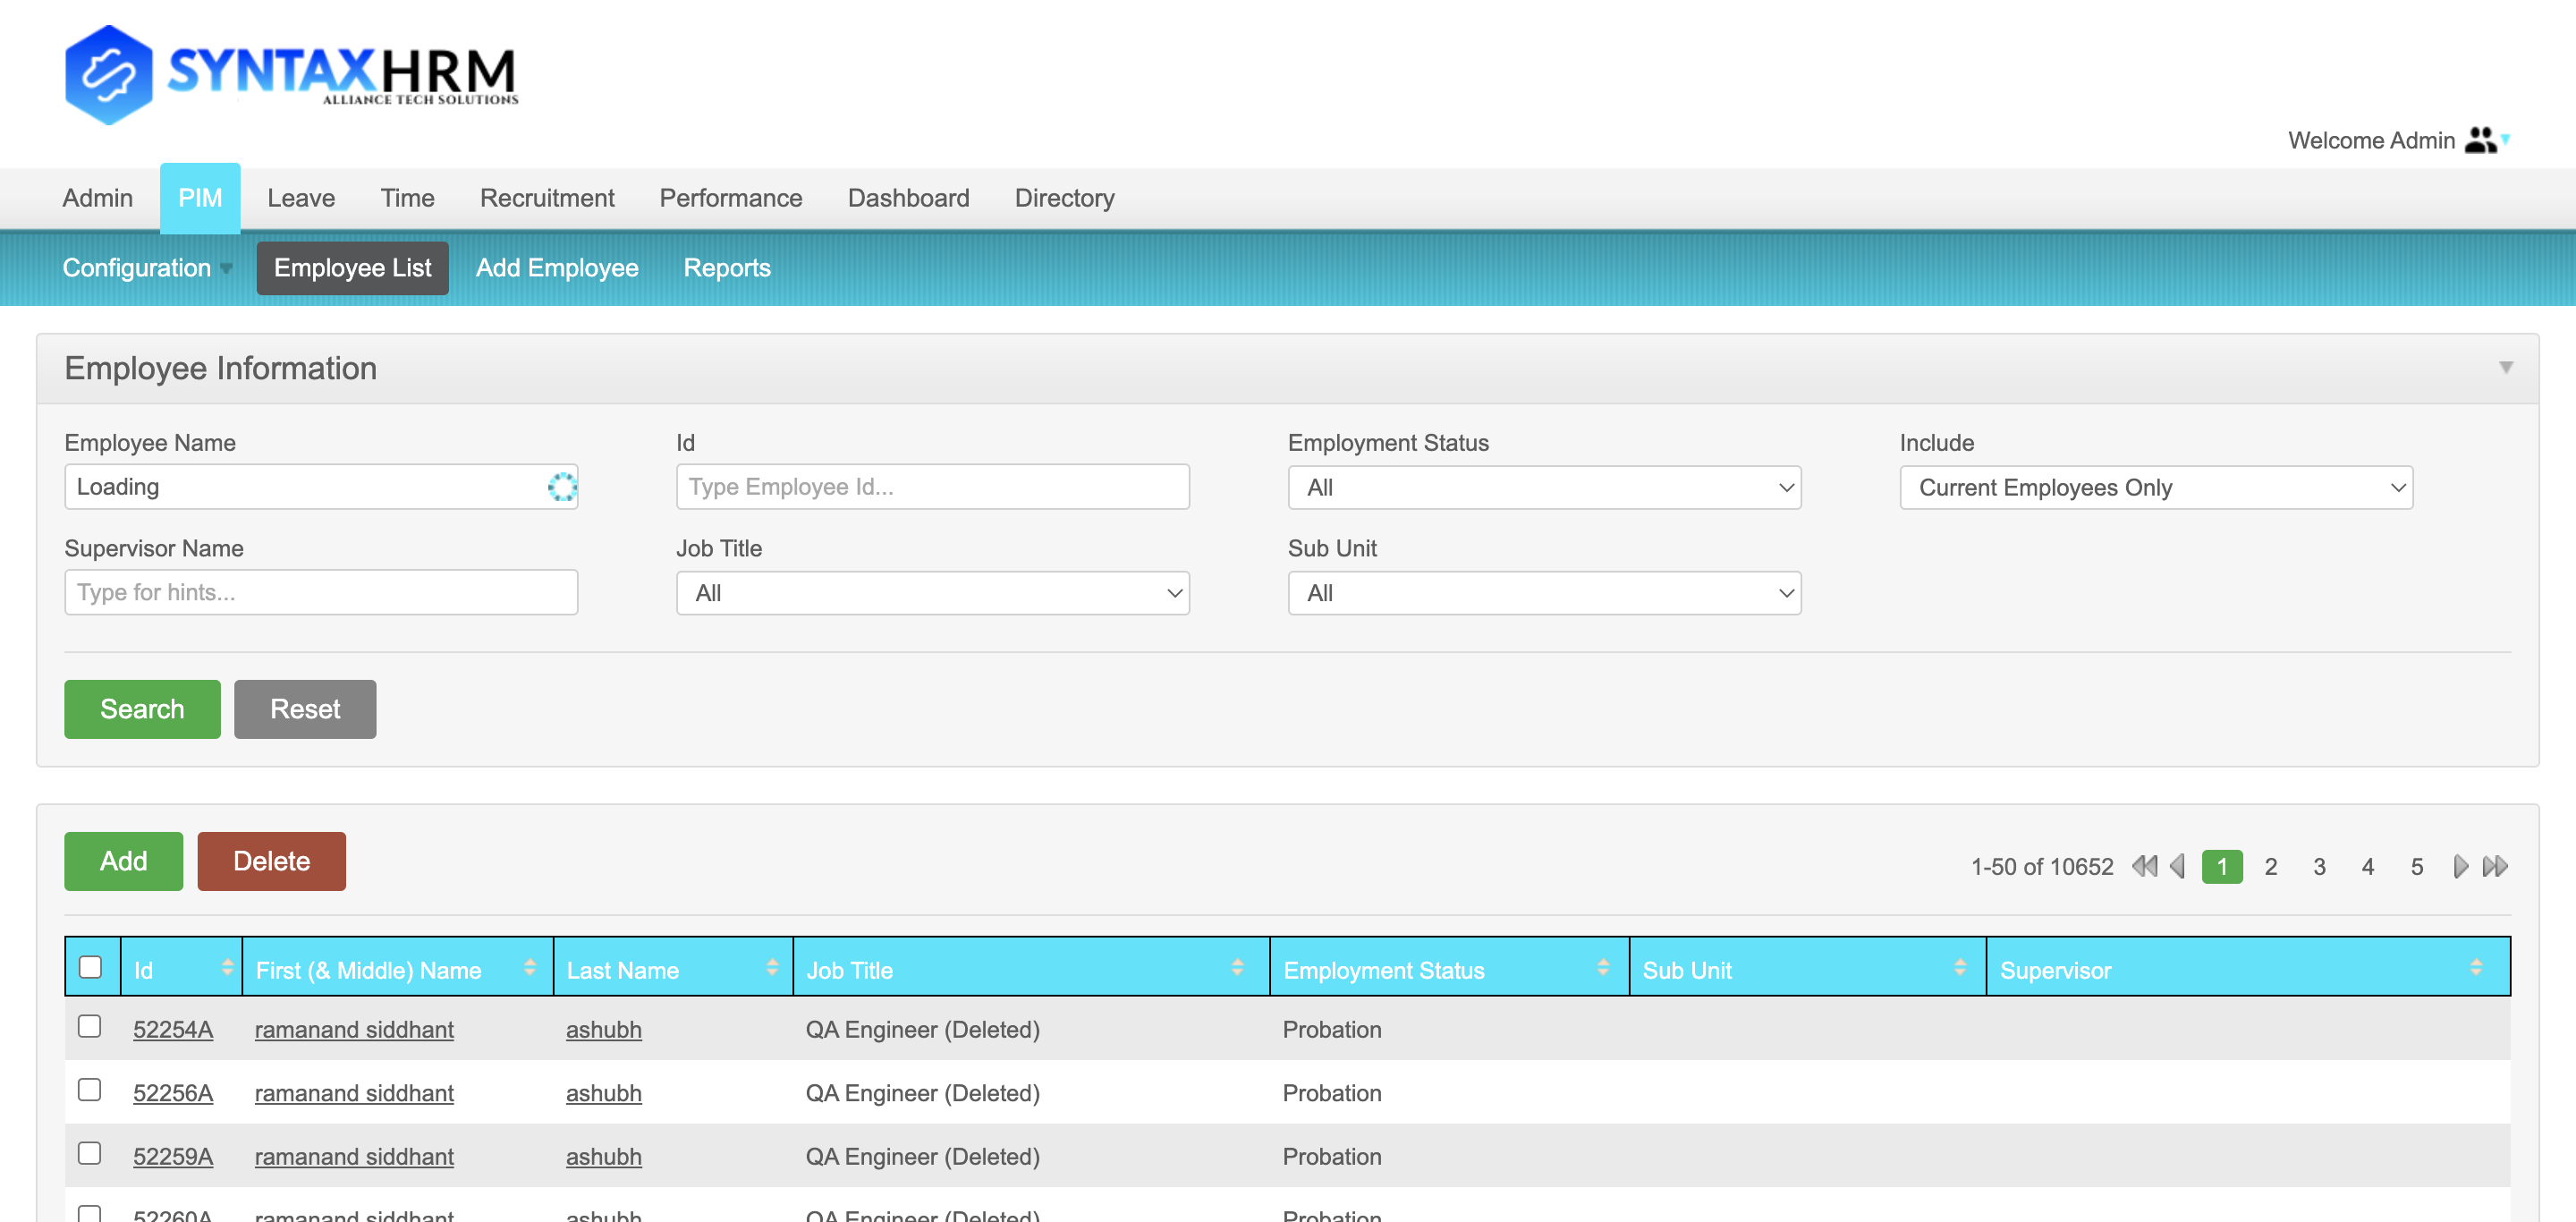 SYNTAXHRM
ALLIANCE TECH SOLUTIONS
Welcome Admin
Admin PIM Leave Time Recruitment Performance Dashboard Directory
Configuration Employee List Add Employee Reports
Employee Information
Employee Name Id Employment Status Include
Loading Type Employee Id... All Current Employees Only
Supervisor Name Job Title Sub Unit
Type for hints... All All
Search Reset
Add Delete 1-50 of 10652 1 2 3 4 5
Id First (& Middle) Name Last Name Job Title Employment Status Sub Unit Supervisor
52254A ramanand siddhant ashubh QA Engineer (Deleted) Probation
52256A ramanand siddhant ashubh QA Engineer (Deleted) Probation
52259A ramanand siddhant ashubh QA Engineer (Deleted) Probation
52260A ramanand siddhant ashubh QA Engineer (Deleted) Probation